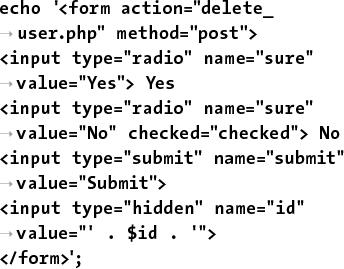 echo '<form action="delete_
→ user.php" method="post">
<input type="radio" name="sure"
→ value="Yes"> Yes
<input type="radio" name="sure"
→ value="No" checked="checked"> No
<input type="submit" name="submit"
→ value="Submit">
<input type="hidden" name="id"
→ value="' . $id . '">
</form>';